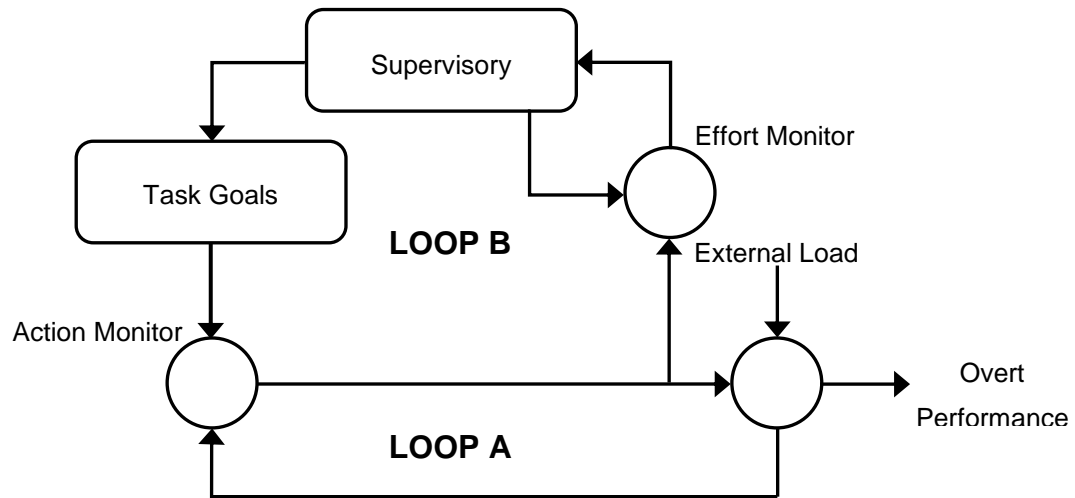 Supervisory
Effort Monitor
Task Goals
LOOP B
External Load
Action Monitor
Overt
Performance
LOOP A